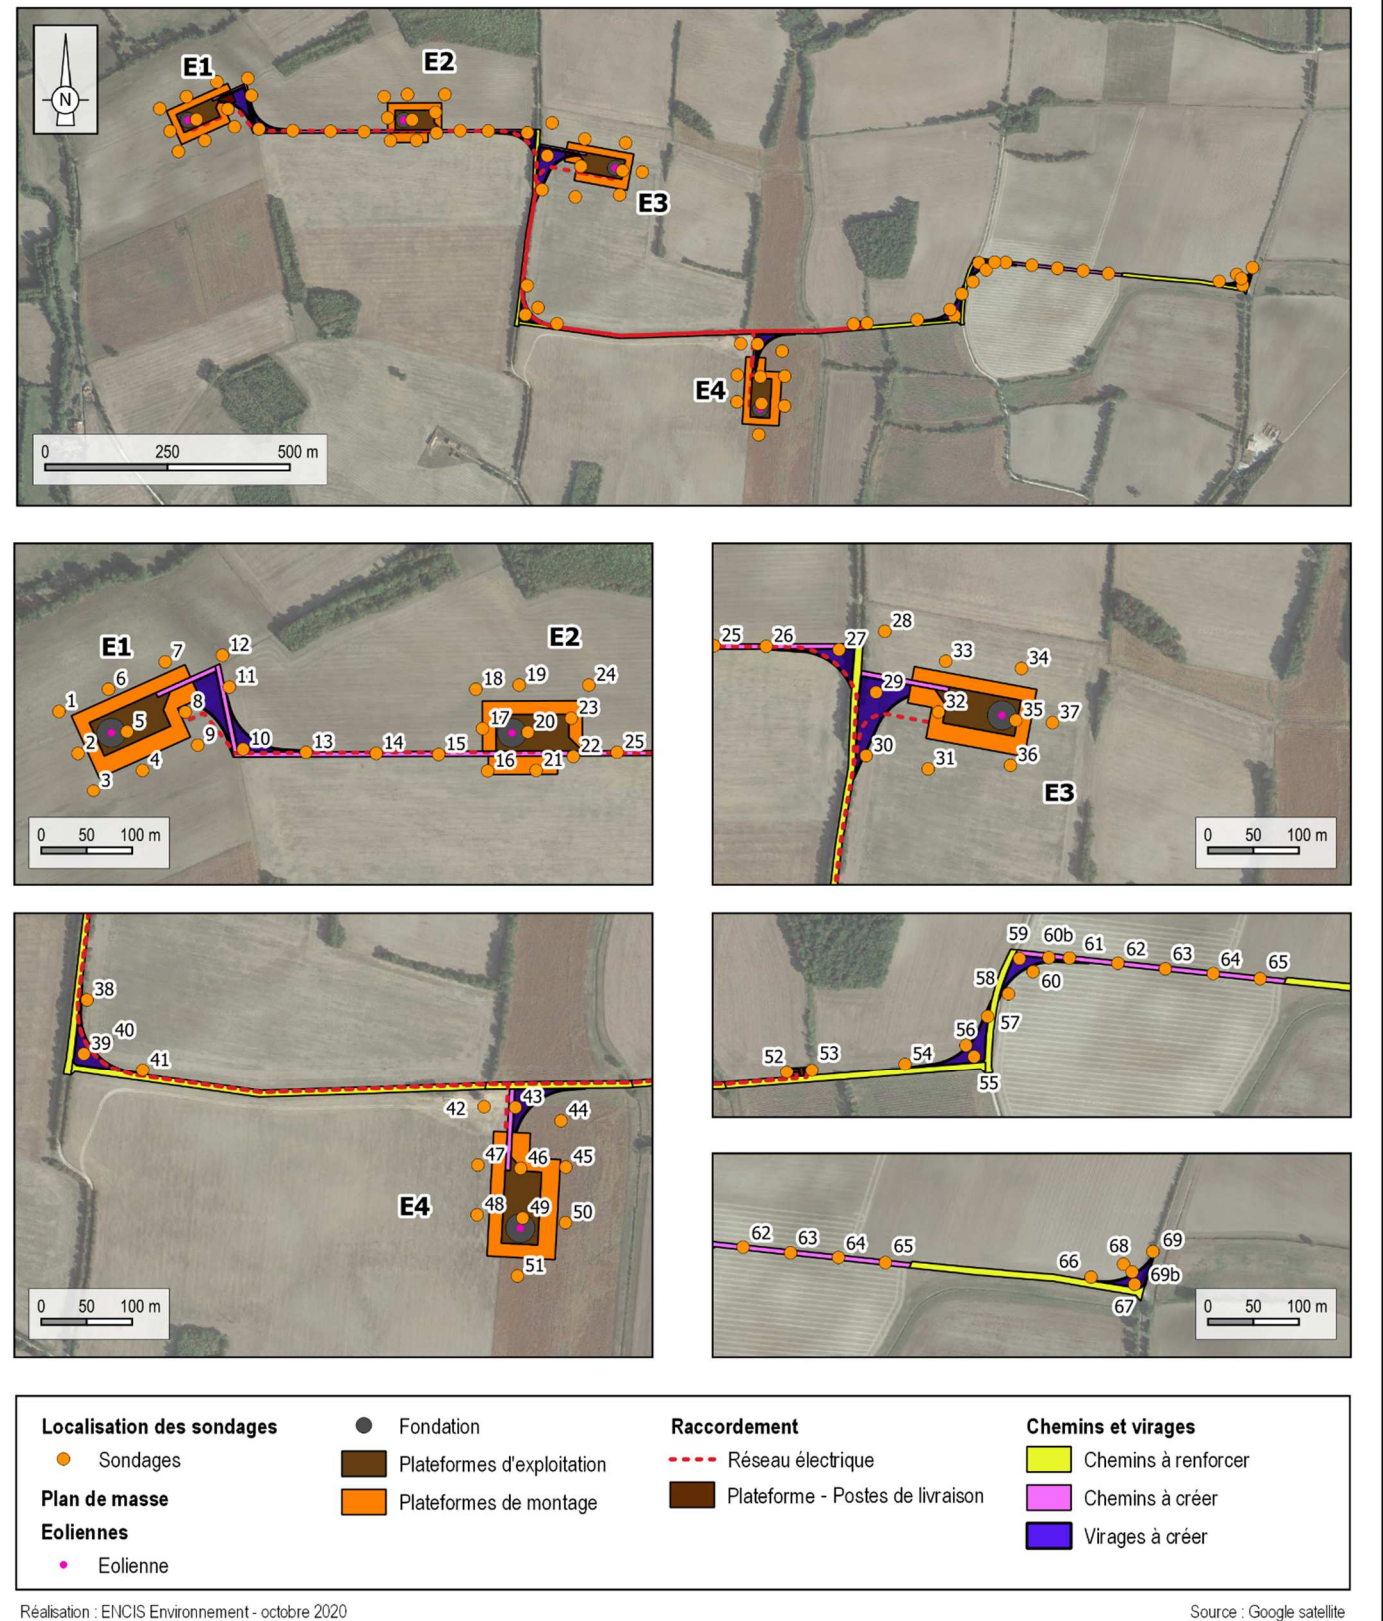 N
E1
E2
E3
E4
0 250 500 m
E1
E2
12
7
6
11
1
8
5
2
9
10
4
3
13
14
15
18
19
24
17
20
23
16
21
22
25
0 50 100 m
25
26
27
28
33
34
29
32
35
37
30
31
36
E3
0 50 100 m
38
40
39
41
42
43
44
47
46
45
48
49
50
51
E4
0 50 100 m
59
60b
61
62
63
64
65
58
60
57
56
52
53
54
55
62
63
64
65
66
68
69
69b
67
0 50 100 m
Localisation des sondages
Sondages
Plan de masse
Eoliennes
Eolienne
Fondation
Plateformes d'exploitation
Plateformes de montage
Raccordement
Réseau électrique
Plateforme - Postes de livraison
Chemins et virages
Chemins à renforcer
Chemins à créer
Virages à créer
Réalisation : ENCIS Environnement - octobre 2020
Source : Google satellite